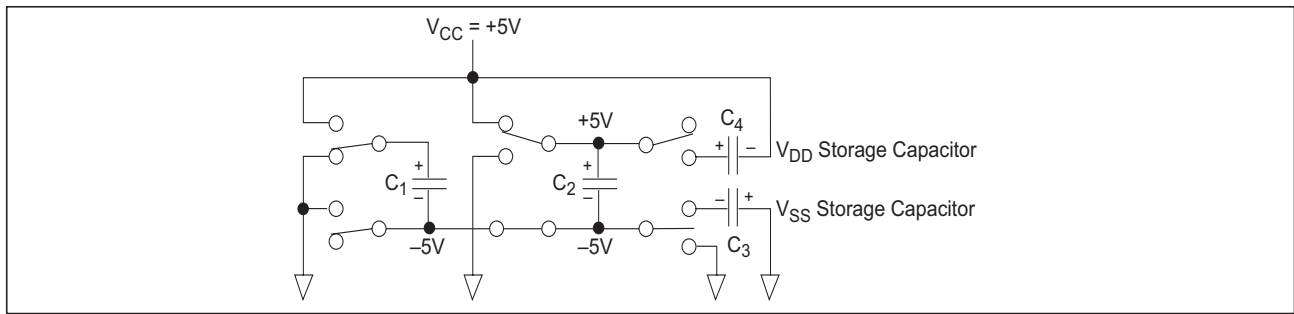 V_CC = +5V
+5V
C_4
+ −
V_DD Storage Capacitor
+
C_1
−
+
C_2
−
− +
V_SS Storage Capacitor
C_3
–5V
–5V